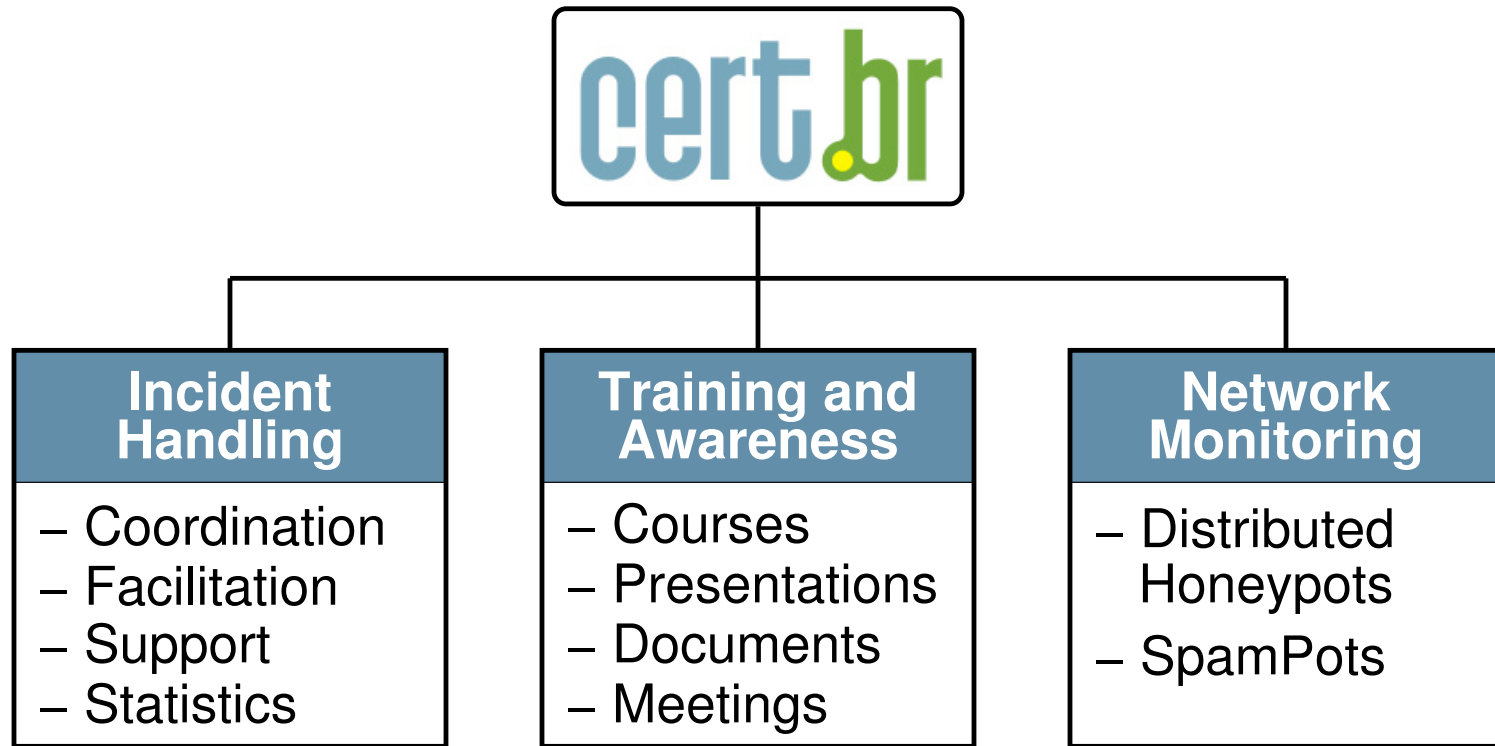 cert.br
Incident
Handling
– Coordination
– Facilitation
– Support
– Statistics
Training and
Awareness
– Courses
– Presentations
– Documents
– Meetings
Network
Monitoring
– Distributed
Honeypots
– SpamPots